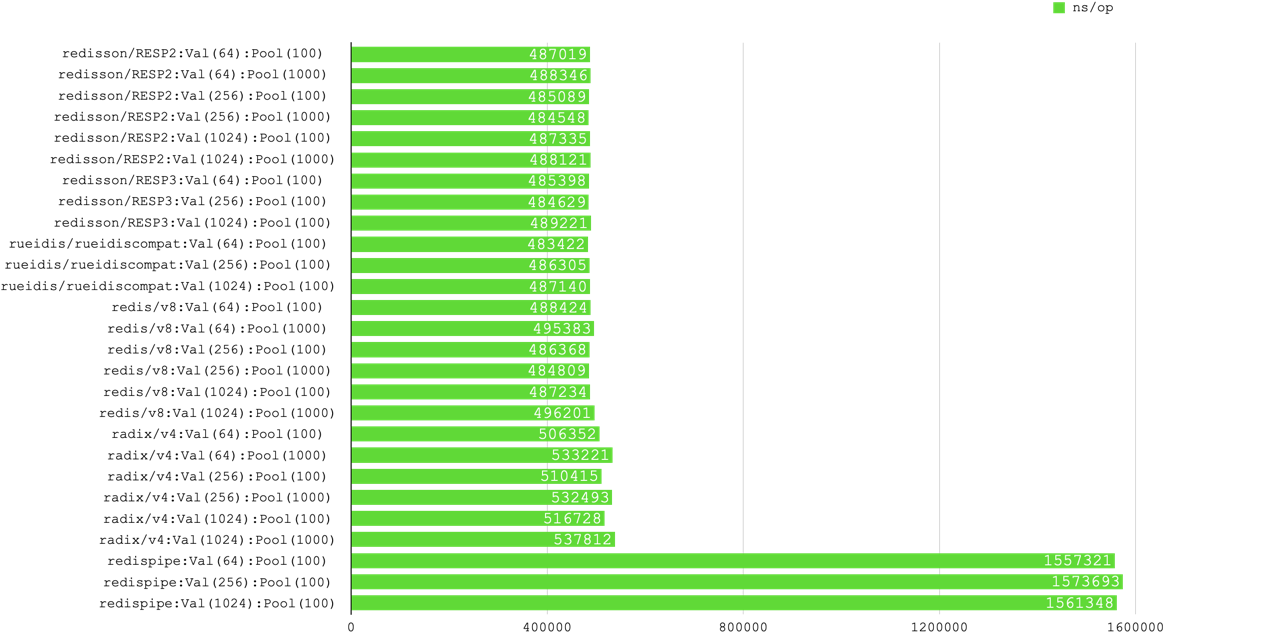 ns/op
redisson/RESP2:Val(64):Pool(100) 487019
redisson/RESP2:Val(64):Pool(1000) 488346
redisson/RESP2:Val(256):Pool(100) 485089
redisson/RESP2:Val(256):Pool(1000) 484548
redisson/RESP2:Val(1024):Pool(100) 487335
redisson/RESP2:Val(1024):Pool(1000) 488121
redisson/RESP3:Val(64):Pool(100) 485398
redisson/RESP3:Val(256):Pool(100) 484629
redisson/RESP3:Val(1024):Pool(100) 489221
rueidis/rueidiscompat:Val(64):Pool(100) 483422
rueidis/rueidiscompat:Val(256):Pool(100) 486305
rueidis/rueidiscompat:Val(1024):Pool(100) 487140
redis/v8:Val(64):Pool(100) 488424
redis/v8:Val(64):Pool(1000) 495383
redis/v8:Val(256):Pool(100) 486368
redis/v8:Val(256):Pool(1000) 484809
redis/v8:Val(1024):Pool(100) 487234
redis/v8:Val(1024):Pool(1000) 496201
radix/v4:Val(64):Pool(100) 506352
radix/v4:Val(64):Pool(1000) 533221
radix/v4:Val(256):Pool(100) 510415
radix/v4:Val(256):Pool(1000) 532493
radix/v4:Val(1024):Pool(100) 516728
radix/v4:Val(1024):Pool(1000) 537812
redispipe:Val(64):Pool(100) 1557321
redispipe:Val(256):Pool(100) 1573693
redispipe:Val(1024):Pool(100) 1561348
0 400000 800000 1200000 1600000